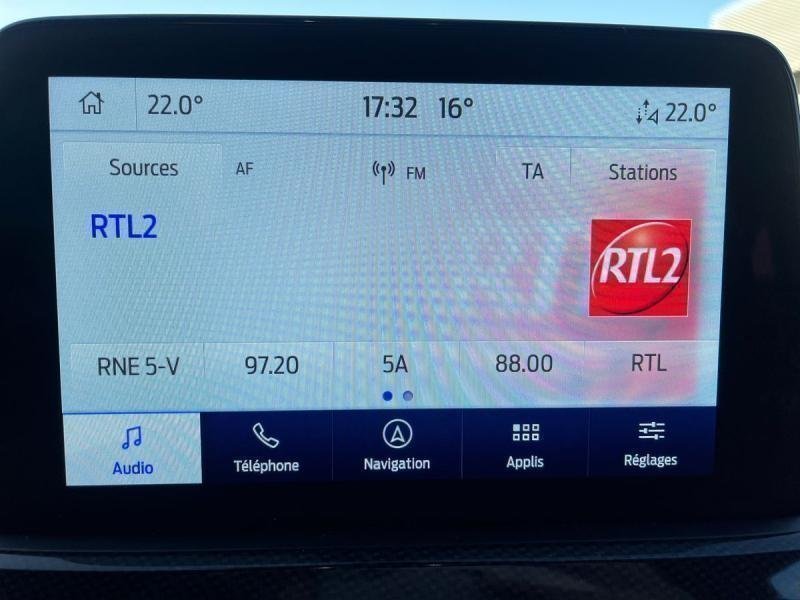 22.0° 17:32 16° 22.0°
Sources AF FM TA Stations
RTL2
RTL2
RNE 5-V 97.20 5A 88.00 RTL
Audio Téléphone Navigation Applis Réglages